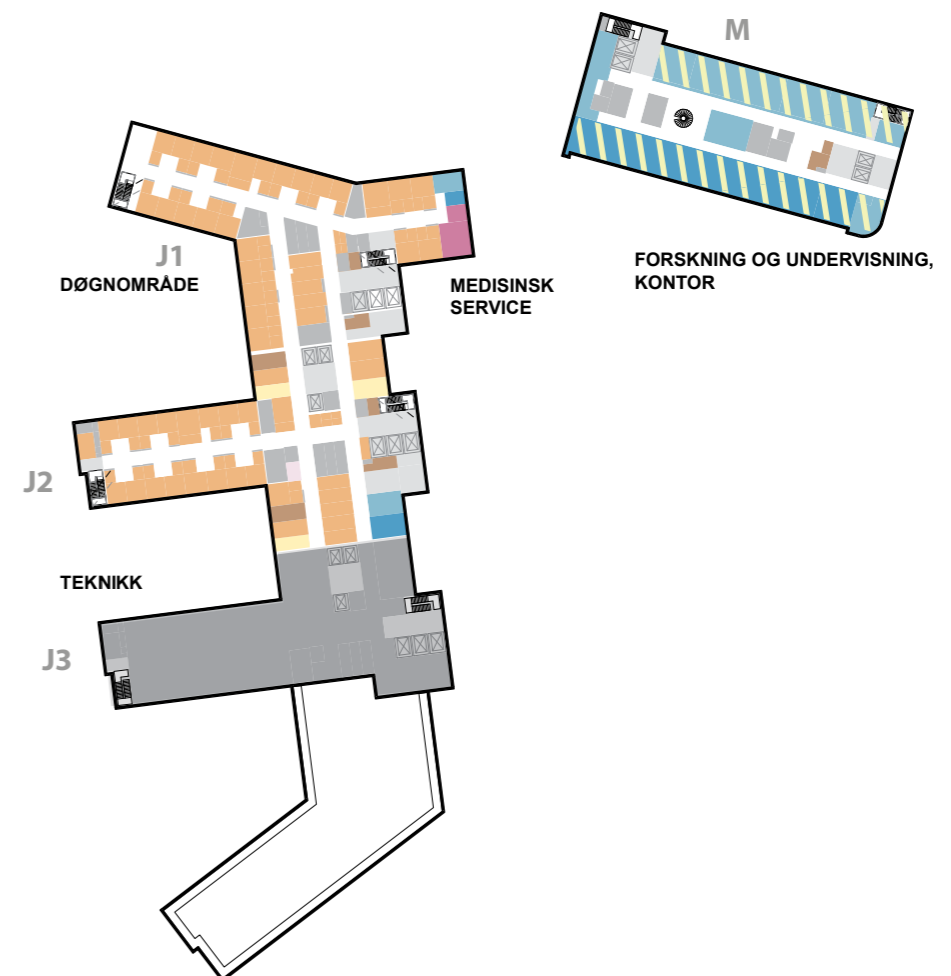 M
J1
DØGNOMRÅDE
MEDISINSK
SERVICE
FORSKNING OG UNDERVISNING,
KONTOR
J2
TEKNIKK
J3